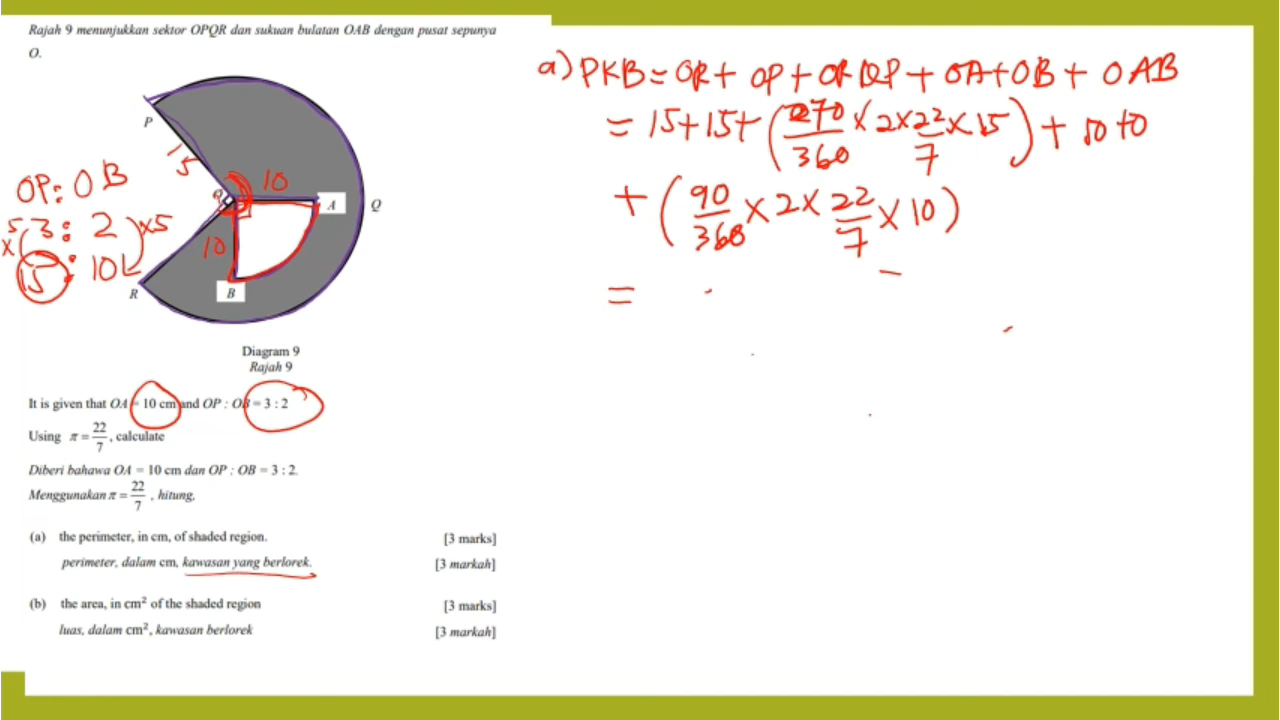 Rajah 9 menunjukkan sektor OPQR dan sukuan bulatan OAB dengan pusat sepunya
O.
P
15
10
A
Q
10
R
B
OP : OB
5 3 : 2 ×5
×
15 : 10
Diagram 9
Rajah 9
It is given that OA = 10 cm and OP : OB = 3 : 2
Using π = 22/7, calculate
Diberi bahawa OA = 10 cm dan OP : OB = 3 : 2.
Menggunakan π = 22/7 , hitung,
(a) the perimeter, in cm, of shaded region. [3 marks]
perimeter, dalam cm, kawasan yang berlorek. [3 markah]
(b) the area, in cm² of the shaded region [3 marks]
luas, dalam cm², kawasan berlorek [3 markah]
a) PKB = OR + OP + + OA + OB + OAB
= 15 + 15 + (270/360 × 2 × 22/7 × 15) + 10 + 10
+ (90/360 × 2 × 22/7 × 10)
=